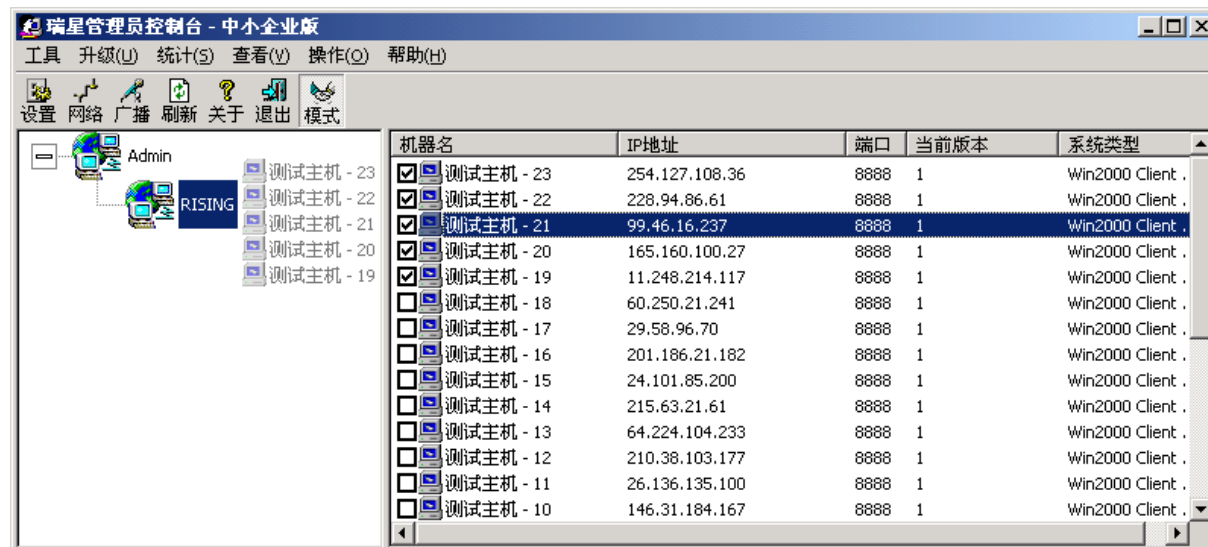 瑞星管理员控制台 - 中小企业版
工具 升级(U) 统计(S) 查看(V) 操作(O) 帮助(H)
设置 网络 广播 刷新 关于 退出 模式
Admin
RISING
测试主机 - 23
测试主机 - 22
测试主机 - 21
测试主机 - 20
测试主机 - 19
机器名 IP地址 端口 当前版本 系统类型
测试主机 - 23 254.127.108.36 8888 1 Win2000 Client .
测试主机 - 22 228.94.86.61 8888 1 Win2000 Client .
测试主机 - 21 99.46.16.237 8888 1 Win2000 Client .
测试主机 - 20 165.160.100.27 8888 1 Win2000 Client .
测试主机 - 19 11.248.214.117 8888 1 Win2000 Client .
测试主机 - 18 60.250.21.241 8888 1 Win2000 Client .
测试主机 - 17 29.58.96.70 8888 1 Win2000 Client .
测试主机 - 16 201.186.21.182 8888 1 Win2000 Client .
测试主机 - 15 24.101.85.200 8888 1 Win2000 Client .
测试主机 - 14 215.63.21.61 8888 1 Win2000 Client .
测试主机 - 13 64.224.104.233 8888 1 Win2000 Client .
测试主机 - 12 210.38.103.177 8888 1 Win2000 Client .
测试主机 - 11 26.136.135.100 8888 1 Win2000 Client .
测试主机 - 10 146.31.184.167 8888 1 Win2000 Client .